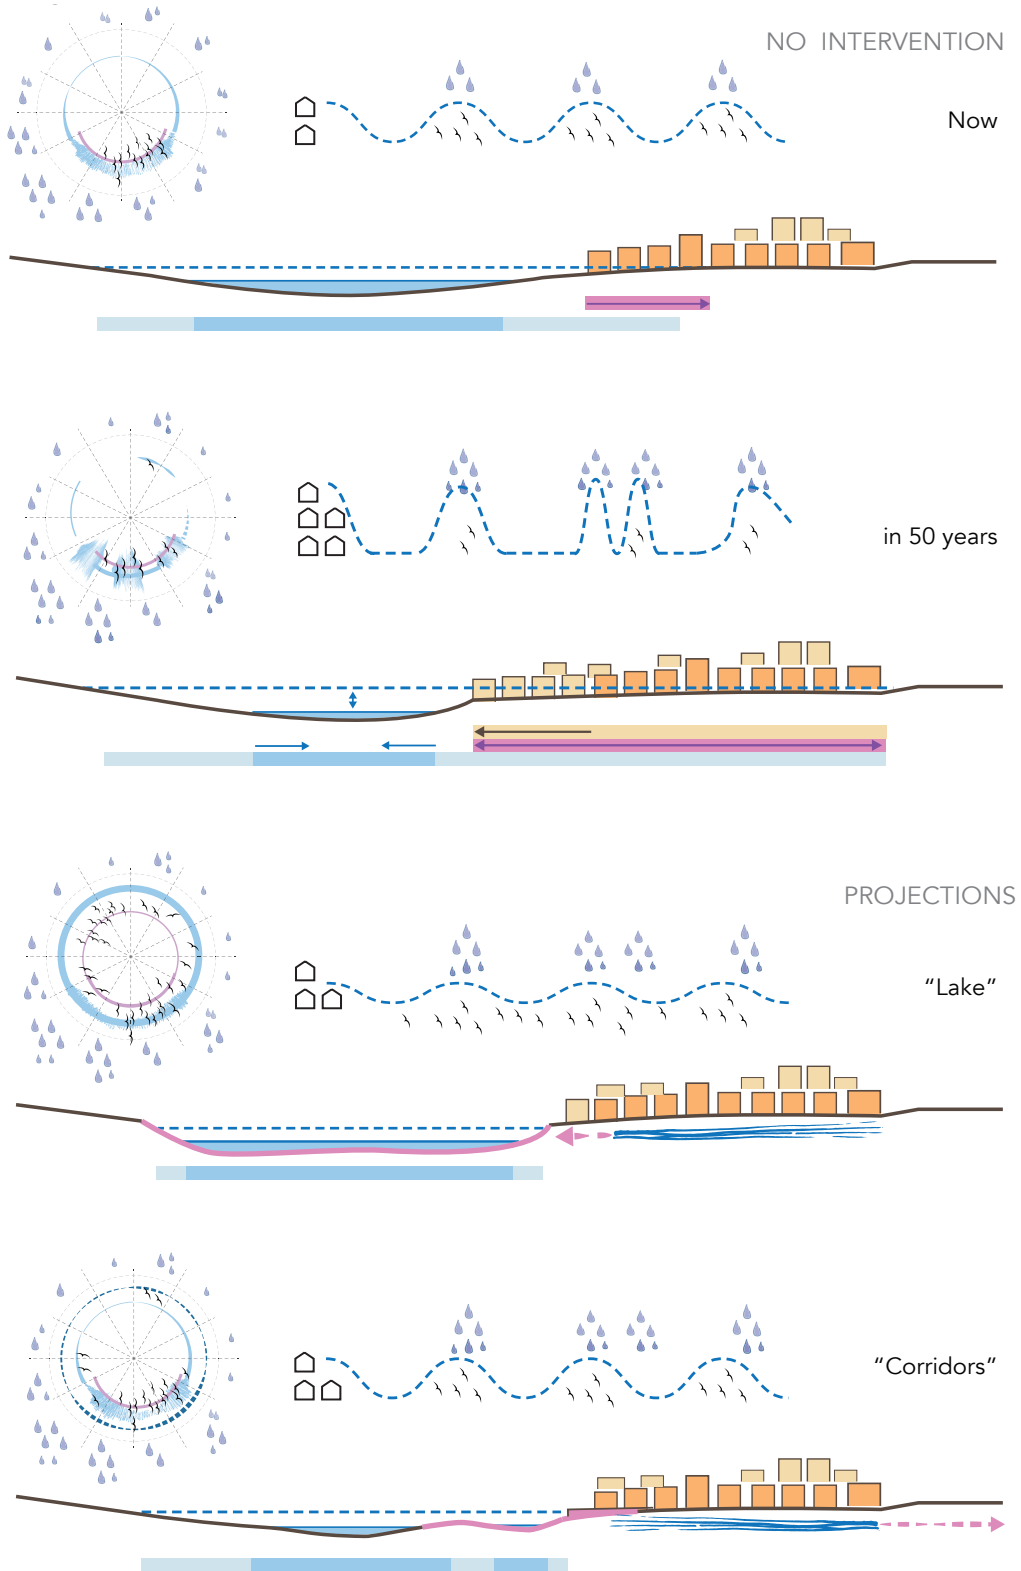 NO INTERVENTION
Now
in 50 years
PROJECTIONS
“Lake”
“Corridors”